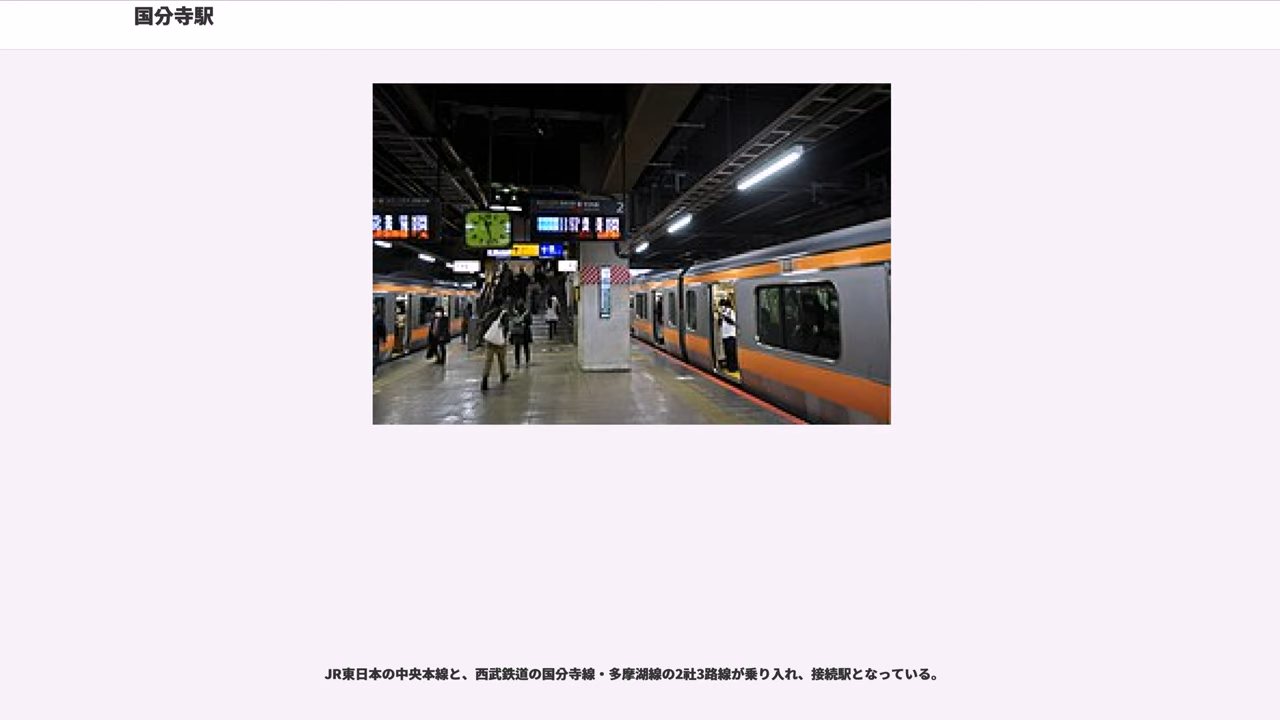 国分寺駅
2
JR東日本の中央本線と、西武鉄道の国分寺線・多摩湖線の2社3路線が乗り入れ、接続駅となっている。